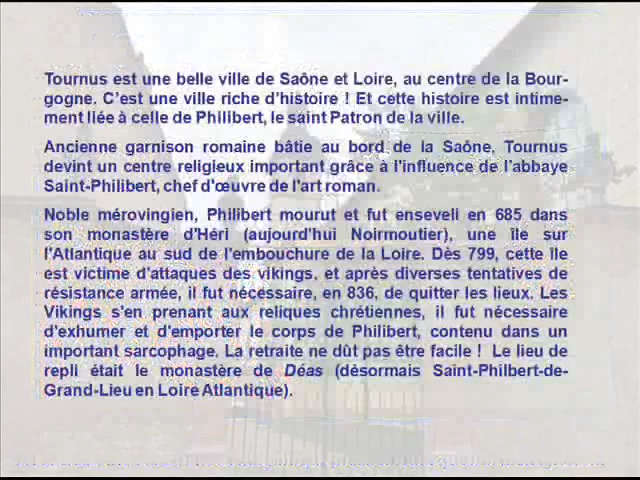 Tournus est une belle ville de Saône et Loire, au centre de la Bour-
gogne. C'est une ville riche d'histoire ! Et cette histoire est intime-
ment liée à celle de Philibert, le saint Patron de la ville.
Ancienne garnison romaine bâtie au bord de la Saône, Tournus
devint un centre religieux important grâce à l'influence de l'abbaye
Saint-Philibert, chef d'œuvre de l'art roman.
Noble mérovingien, Philibert mourut et fut enseveli en 685 dans
son monastère d'Héri (aujourd'hui Noirmoutier), une île sur
l'Atlantique au sud de l'embouchure de la Loire. Dès 799, cette île
est victime d'attaques des vikings, et après diverses tentatives de
résistance armée, il fut nécessaire, en 836, de quitter les lieux. Les
Vikings s'en prenant aux reliques chrétiennes, il fut nécessaire
d'exhumer et d'emporter le corps de Philibert, contenu dans un
important sarcophage. La retraite ne dût pas être facile ! Le lieu de
repli était le monastère de Déas (désormais Saint-Philbert-de-
Grand-Lieu en Loire Atlantique).